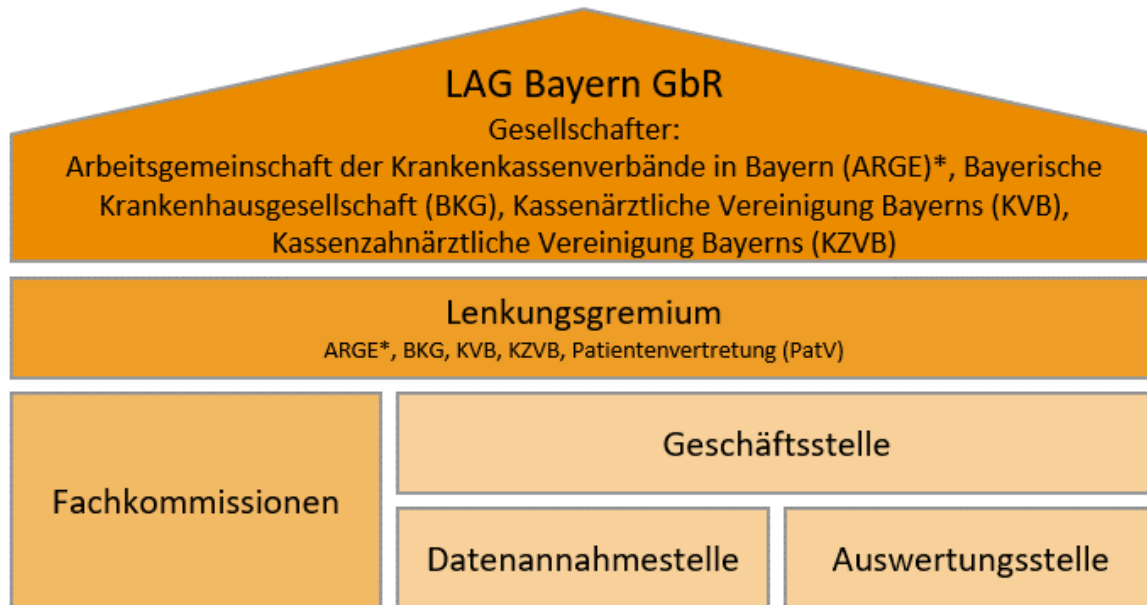 LAG Bayern GbR
Gesellschafter:
Arbeitsgemeinschaft der Krankenkassenverbände in Bayern (ARGE)*, Bayerische
Krankenhausgesellschaft (BKG), Kassenärztliche Vereinigung Bayerns (KVB),
Kassenzahnärztliche Vereinigung Bayerns (KZVB)
Lenkungsgremium
ARGE*, BKG, KVB, KZVB, Patientenvertretung (PatV)
Fachkommissionen
Geschäftsstelle
Datenannahmestelle
Auswertungsstelle